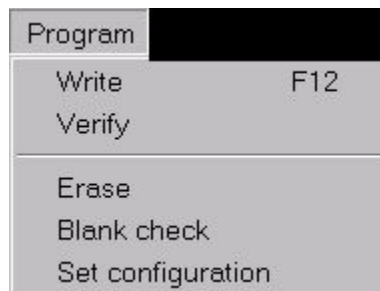 Program
Write F12
Verify
Erase
Blank check
Set configuration